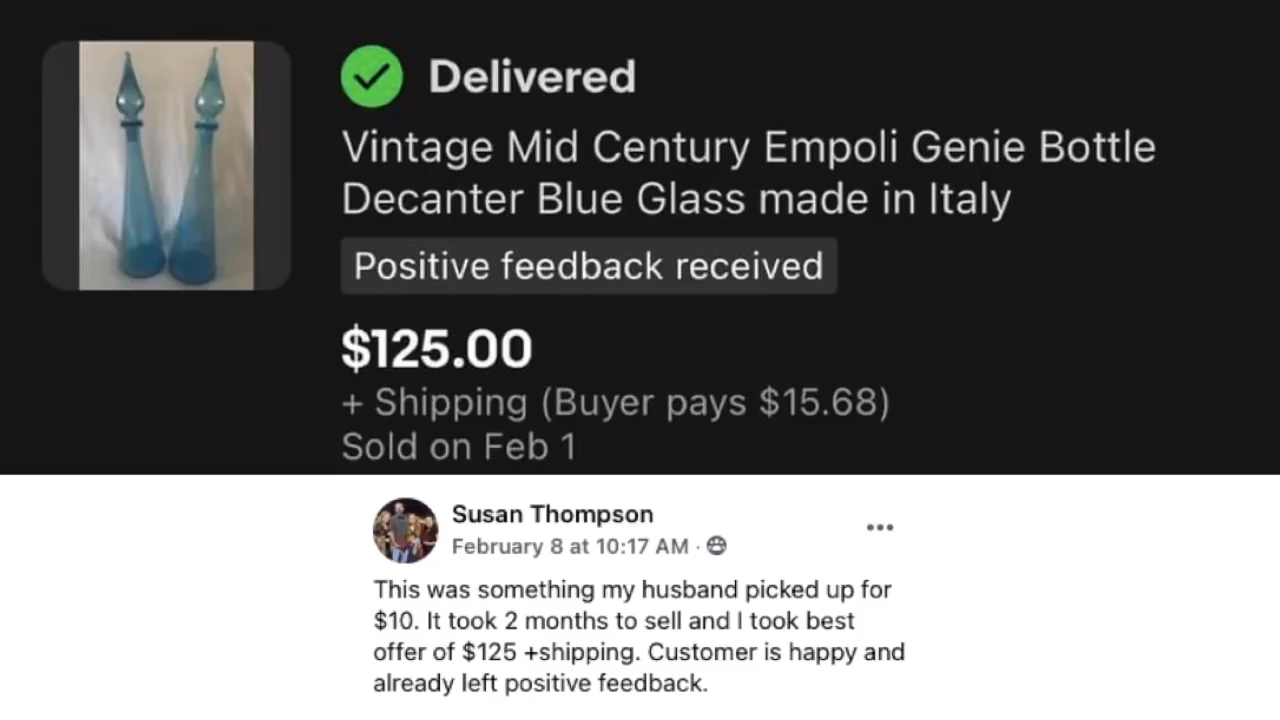 Delivered
Vintage Mid Century Empoli Genie Bottle
Decanter Blue Glass made in Italy
Positive feedback received
$125.00
+ Shipping (Buyer pays $15.68)
Sold on Feb 1
Susan Thompson
February 8 at 10:17 AM ·
This was something my husband picked up for
$10. It took 2 months to sell and I took best
offer of $125 +shipping. Customer is happy and
already left positive feedback.